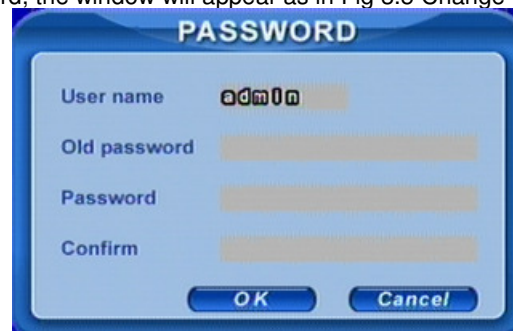 rd, the window will appear as in Fig 3.3 Change
PASSWORD
User name admin
Old password
Password
Confirm
OK Cancel